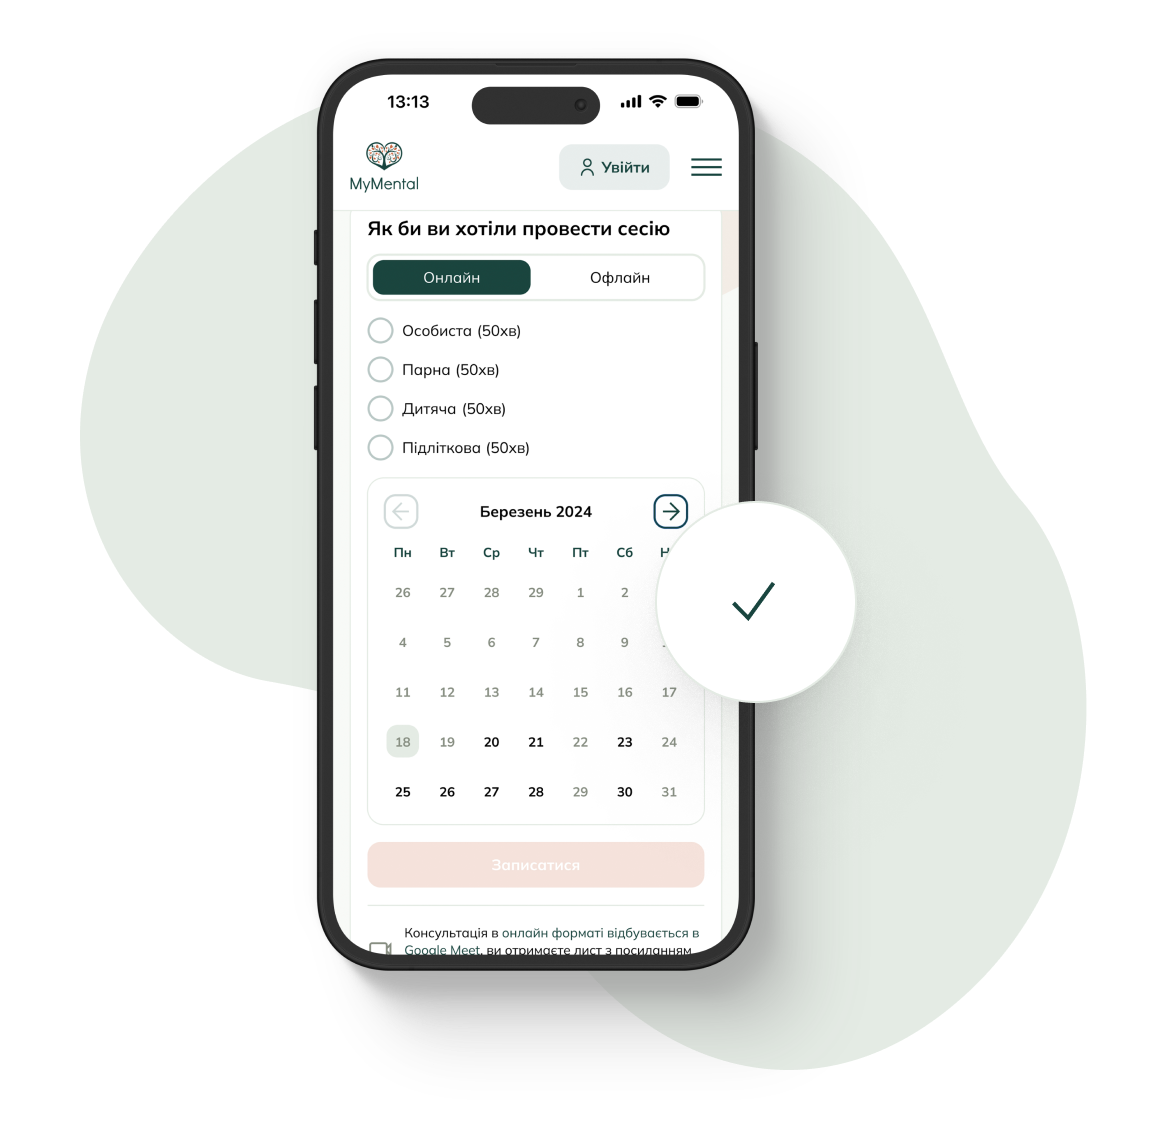 13:13
MyMental
Увійти
Як би ви хотіли провести сесію
Онлайн Офлайн
Особиста (50хв)
Парна (50хв)
Дитяча (50хв)
Підліткова (50хв)
Березень 2024
Пн Вт Ср Чт Пт Сб
26 27 28 29 1 2
4 5 6 7 8 9
11 12 13 14 15 16 17
18 19 20 21 22 23 24
25 26 27 28 29 30 31
Записатися
Консультація в онлайн форматі відбувається в
Google Meet, ви отримаєте лист з посиланням